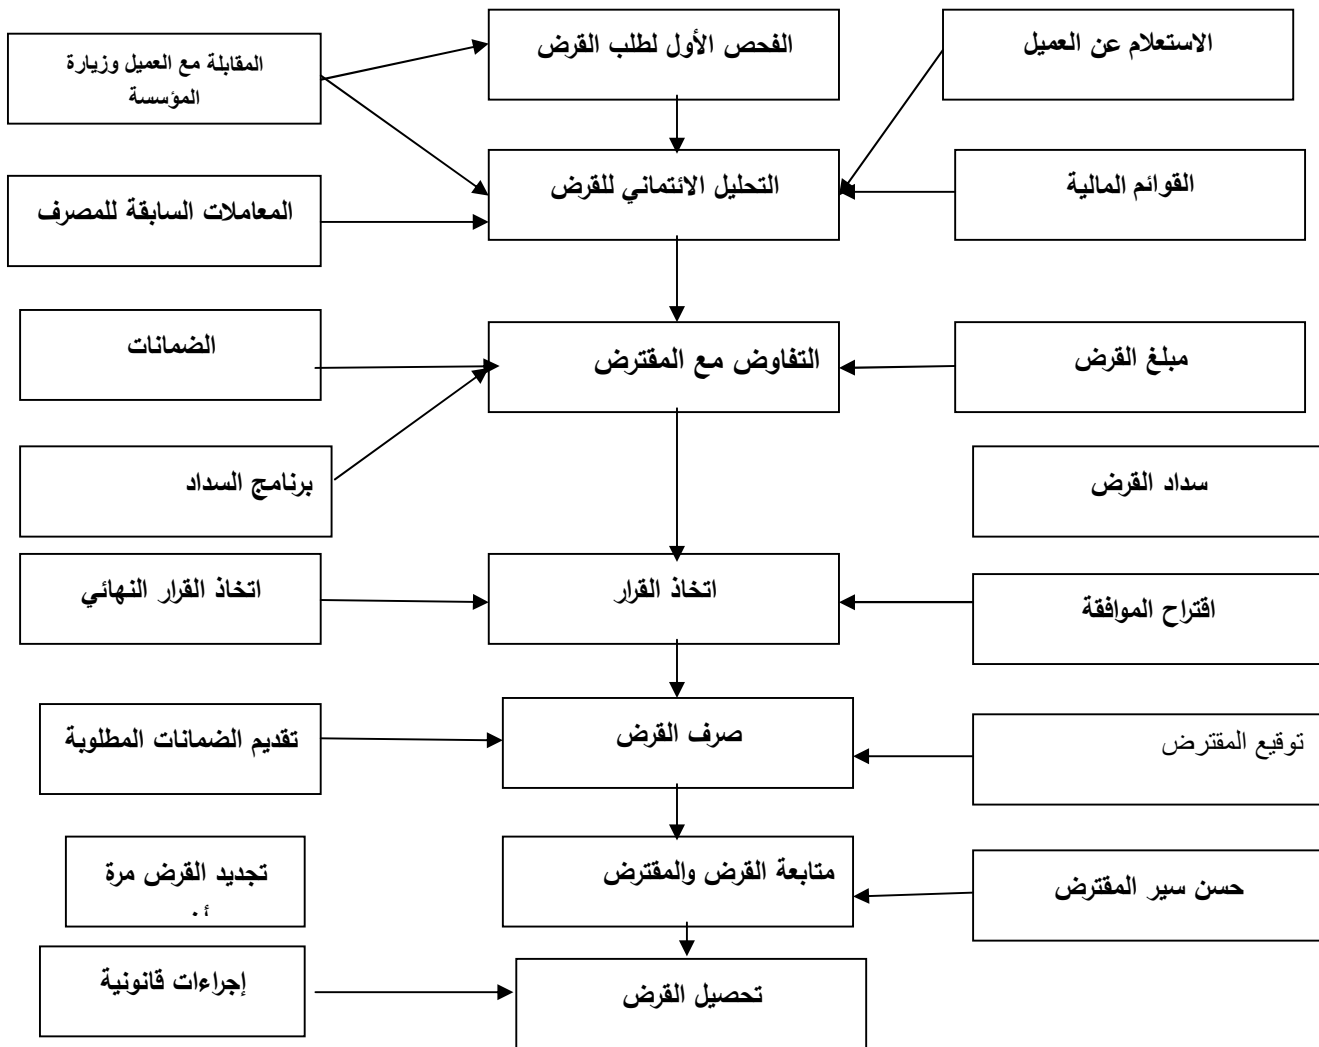 الاستعلام عن العميل
الفحص الأول لطلب القرض
المقابلة مع العميل وزيارة
المؤسسة
القوائم المالية
التحليل الائتماني للقرض
المعاملات السابقة للمصرف
مبلغ القرض
التفاوض مع المقترض
الضمانات
سداد القرض
برنامج السداد
اقتراح الموافقة
اتخاذ القرار
اتخاذ القرار النهائي
توقيع المقترض
صرف القرض
تقديم الضمانات المطلوبة
حسن سير المقترض
متابعة القرض والمقترض
تجديد القرض مرة
تحصيل القرض
إجراءات قانونية